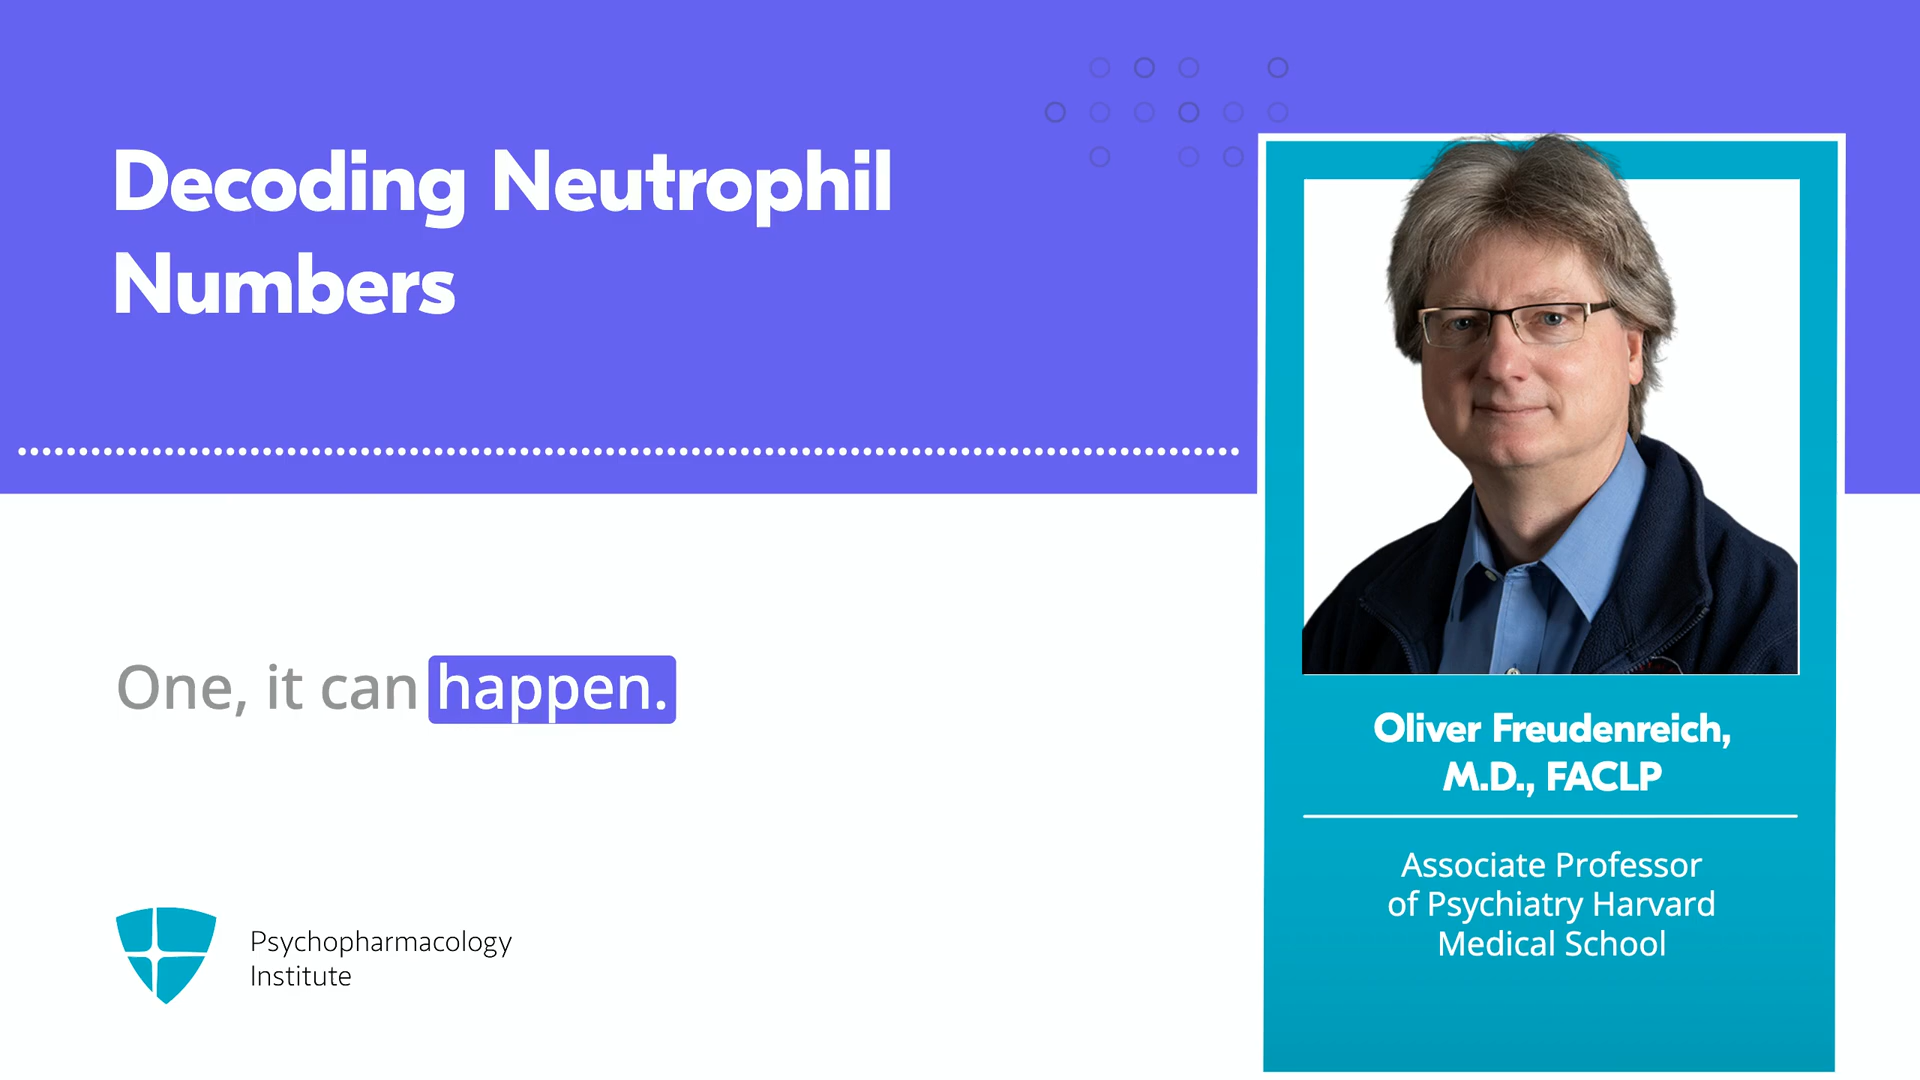 Decoding Neutrophil
Numbers
One, it can happen.
Psychopharmacology
Institute
Oliver Freudenreich,
M.D., FACLP
Associate Professor
of Psychiatry Harvard
Medical School